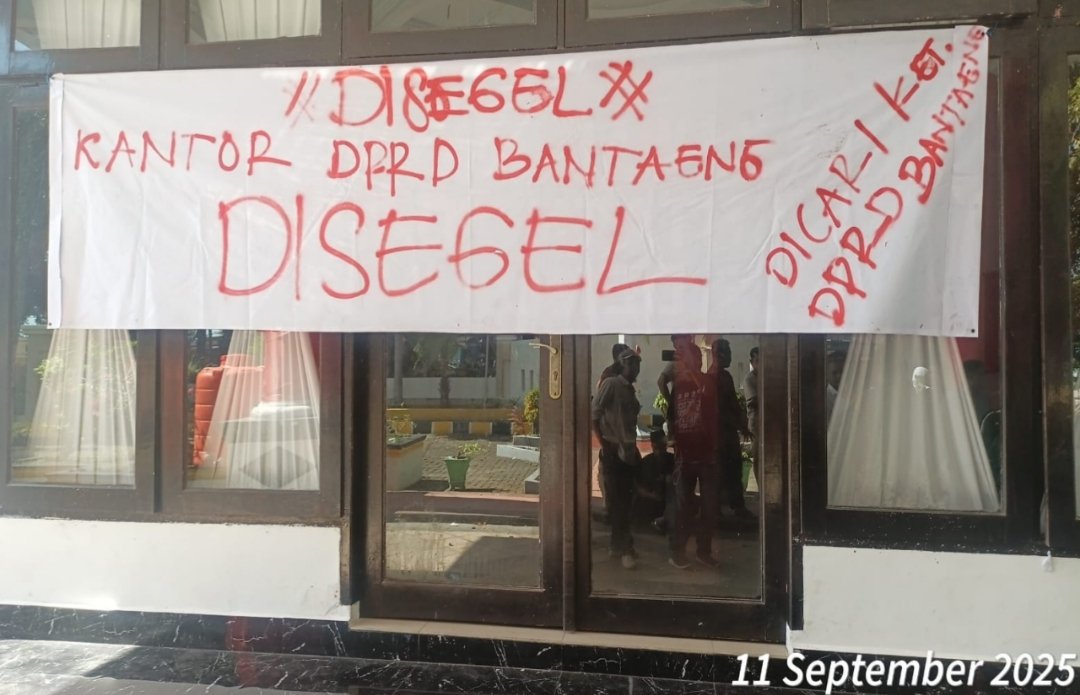 //DISEGEL //
KANTOR DPRD BANTAENG
DISEGEL
DICARI KET.
DPRD BANTAENG
11 September 2025